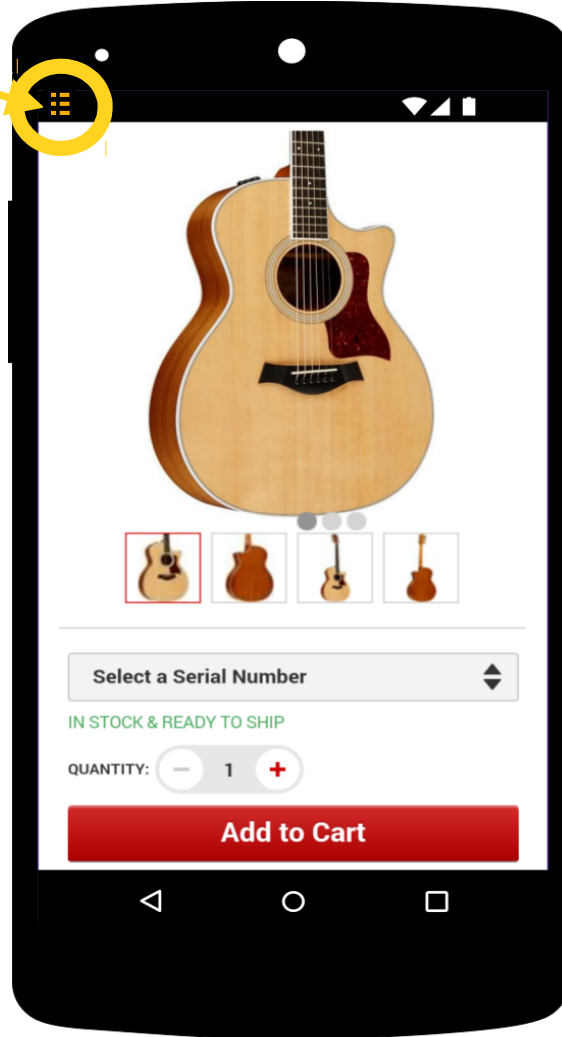 Select a Serial Number
IN STOCK & READY TO SHIP
QUANTITY: 1
Add to Cart